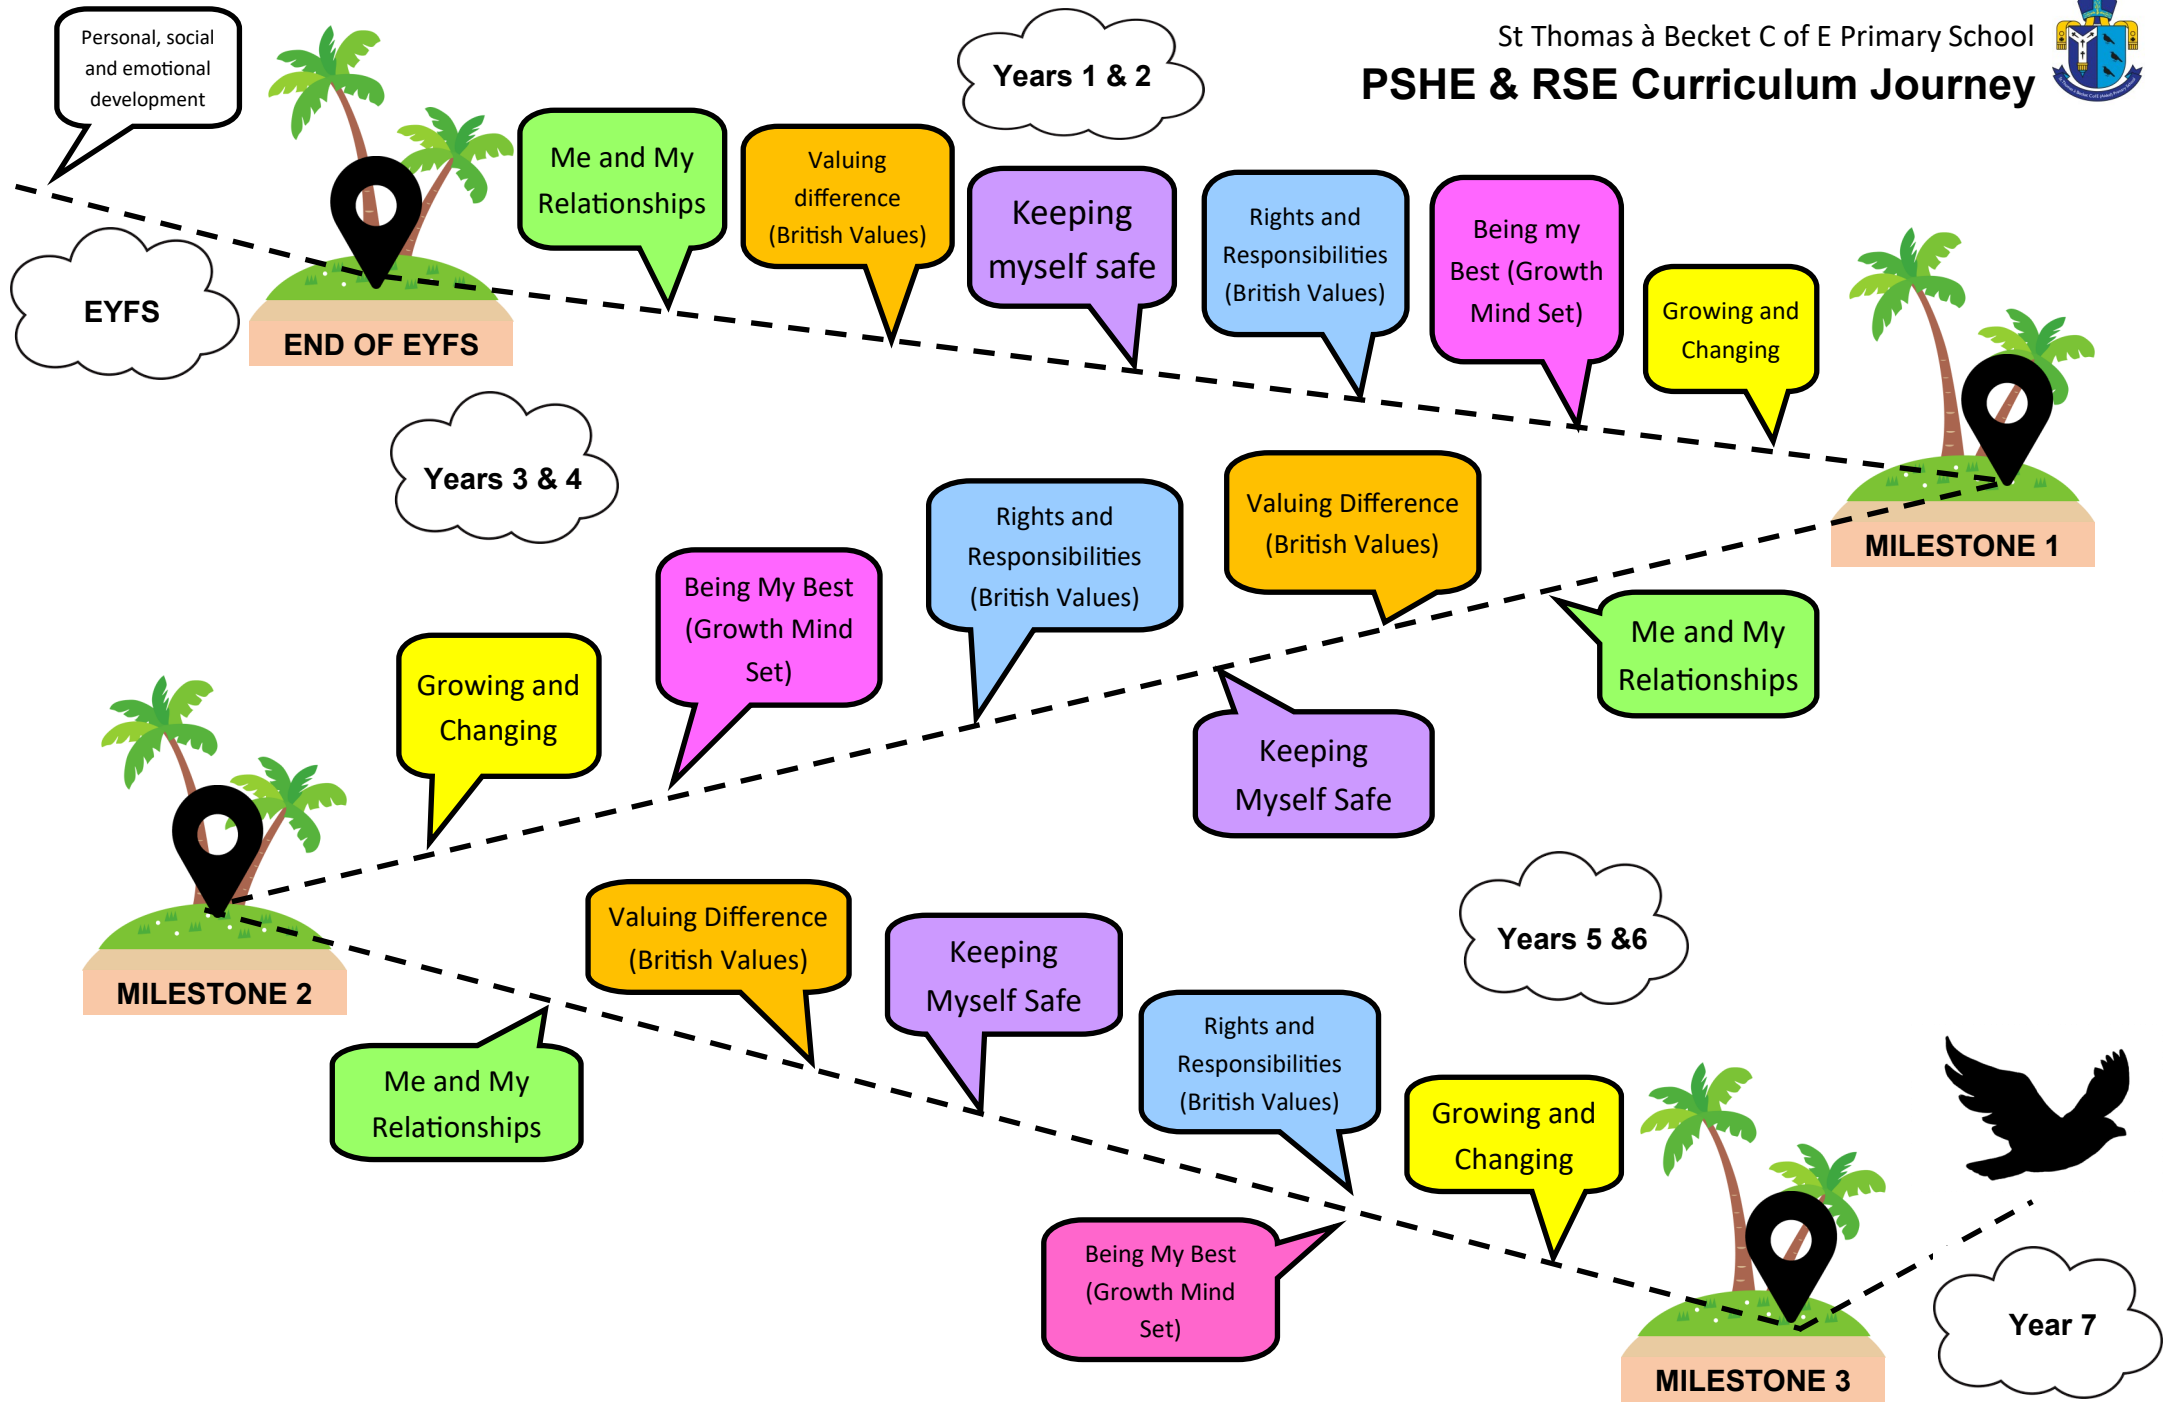 St Thomas à Becket C of E Primary School
PSHE & RSE Curriculum Journey
Personal, social
and emotional
development
EYFS
END OF EYFS
Years 1 & 2
Me and My
Relationships
Valuing
difference
(British Values)
Keeping
myself safe
Rights and
Responsibilities
(British Values)
Being my
Best (Growth
Mind Set)
Growing and
Changing
MILESTONE 1
Years 3 & 4
Me and My
Relationships
Valuing Difference
(British Values)
Keeping
Myself Safe
Rights and
Responsibilities
(British Values)
Being My Best
(Growth Mind
Set)
Growing and
Changing
MILESTONE 2
Years 5 &6
Me and My
Relationships
Valuing Difference
(British Values)
Keeping
Myself Safe
Rights and
Responsibilities
(British Values)
Being My Best
(Growth Mind
Set)
Growing and
Changing
MILESTONE 3
Year 7